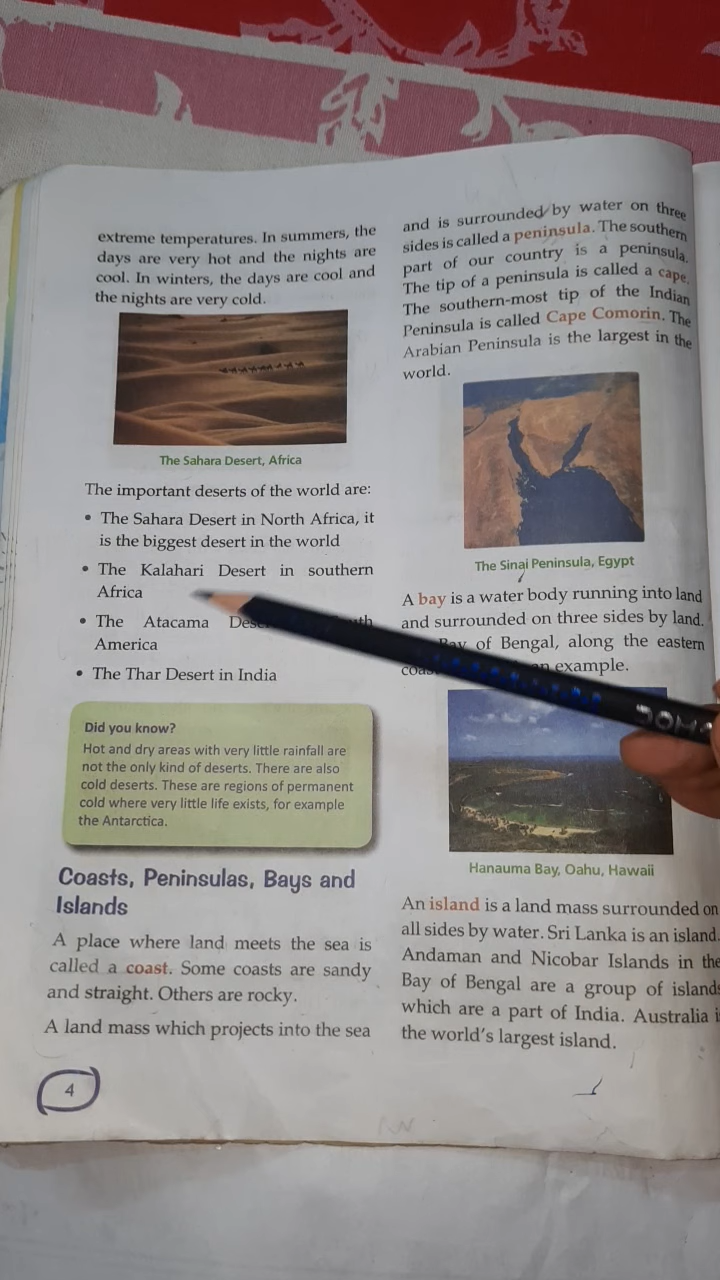 extreme temperatures. In summers, the
days are very hot and the nights are
cool. In winters, the days are cool and
the nights are very cold.
The Sahara Desert, Africa
The important deserts of the world are:
• The Sahara Desert in North Africa, it
is the biggest desert in the world
• The Kalahari Desert in southern
Africa
• The Atacama
America
• The Thar Desert in India
Did you know?
Hot and dry areas with very little rainfall are
not the only kind of deserts. There are also
cold deserts. These are regions of permanent
cold where very little life exists, for example
the Antarctica.
Coasts, Peninsulas, Bays and
Islands
A place where land meets the sea is
called a coast. Some coasts are sandy
and straight. Others are rocky.
A land mass which projects into the sea
4
and is surrounded by water on three
sides is called a peninsula. The southern
part of our country is a peninsula.
The tip of a peninsula is called a cape.
The southern-most tip of the Indian
Peninsula is called Cape Comorin. The
Arabian Peninsula is the largest in the
world.
The Sinai Peninsula, Egypt
A bay is a water body running into land
and surrounded on three sides by land.
Bay of Bengal, along the eastern
example.
Hanauma Bay, Oahu, Hawaii
An island is a land mass surrounded on
all sides by water. Sri Lanka is an island.
Andaman and Nicobar Islands in the
Bay of Bengal are a group of islands
which are a part of India. Australia
the world's largest island.